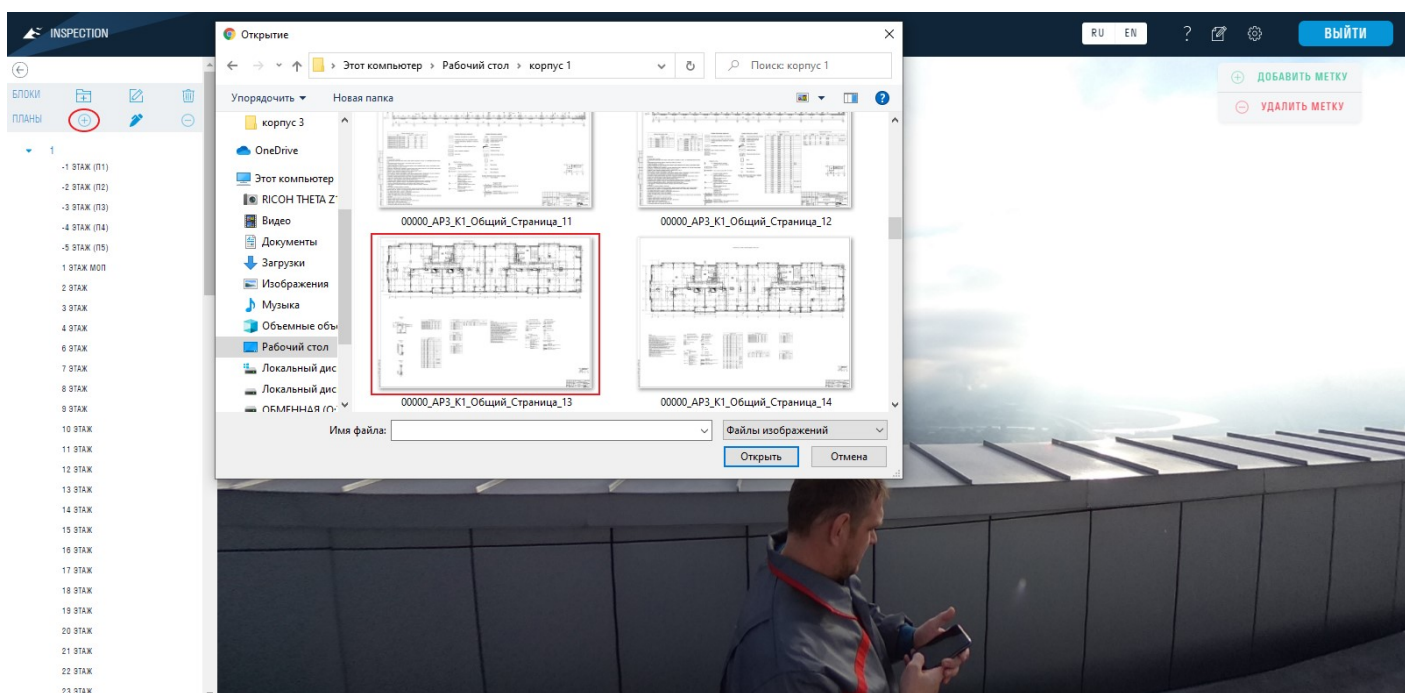 INSPECTION
Открытие
RU EN
?
ВЫЙТИ
Этот компьютер › Рабочий стол › корпус 1
Поиск: корпус 1
ДОБАВИТЬ МЕТКУ
УДАЛИТЬ МЕТКУ
БЛОКИ
ПЛАНЫ
Упорядочить
Новая папка
корпус 3
OneDrive
Этот компьютер
RICOH THETA Z1
Видео
Документы
Загрузки
Изображения
Музыка
Объемные объ
Рабочий стол
Локальный дис
Локальный дис
ОБМЕННАЯ (O:
00000_АР3_К1_Общий_Страница_11
00000_АР3_К1_Общий_Страница_12
00000_АР3_К1_Общий_Страница_13
00000_АР3_К1_Общий_Страница_14
Имя файла:
Файлы изображений
Открыть
Отмена
1
-1 ЭТАЖ (П1)
-2 ЭТАЖ (П2)
-3 ЭТАЖ (П3)
-4 ЭТАЖ (П4)
-5 ЭТАЖ (П5)
1 ЭТАЖ МОП
2 ЭТАЖ
3 ЭТАЖ
4 ЭТАЖ
6 ЭТАЖ
7 ЭТАЖ
8 ЭТАЖ
9 ЭТАЖ
10 ЭТАЖ
11 ЭТАЖ
12 ЭТАЖ
13 ЭТАЖ
14 ЭТАЖ
15 ЭТАЖ
16 ЭТАЖ
17 ЭТАЖ
18 ЭТАЖ
19 ЭТАЖ
20 ЭТАЖ
21 ЭТАЖ
22 ЭТАЖ
23 ЭТАЖ